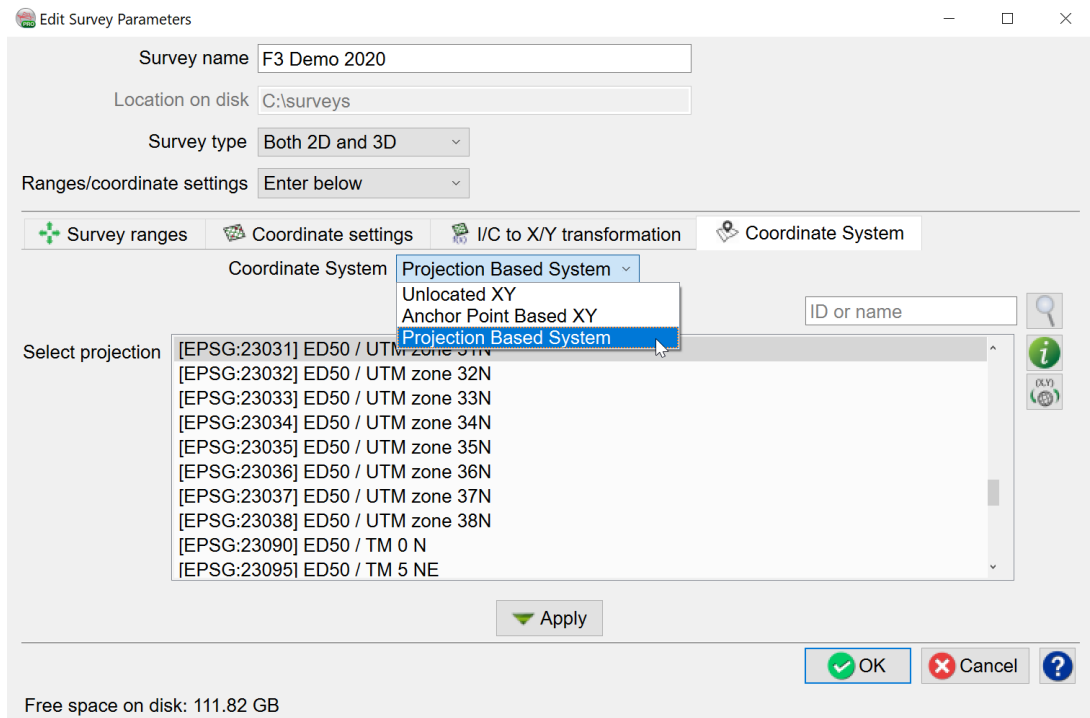 Edit Survey Parameters
Survey name F3 Demo 2020
Location on disk C:\surveys
Survey type Both 2D and 3D
Ranges/coordinate settings Enter below
Survey ranges Coordinate settings I/C to X/Y transformation Coordinate System
Coordinate System Projection Based System
Unlocated XY
Anchor Point Based XY
Projection Based System
ID or name
Select projection [EPSG:23031] ED50 / UTM zone 31N
[EPSG:23032] ED50 / UTM zone 32N
[EPSG:23033] ED50 / UTM zone 33N
[EPSG:23034] ED50 / UTM zone 34N
[EPSG:23035] ED50 / UTM zone 35N
[EPSG:23036] ED50 / UTM zone 36N
[EPSG:23037] ED50 / UTM zone 37N
[EPSG:23038] ED50 / UTM zone 38N
[EPSG:23090] ED50 / TM 0 N
[EPSG:23095] ED50 / TM 5 NE
(X,Y)
Apply
OK Cancel ?
Free space on disk: 111.82 GB